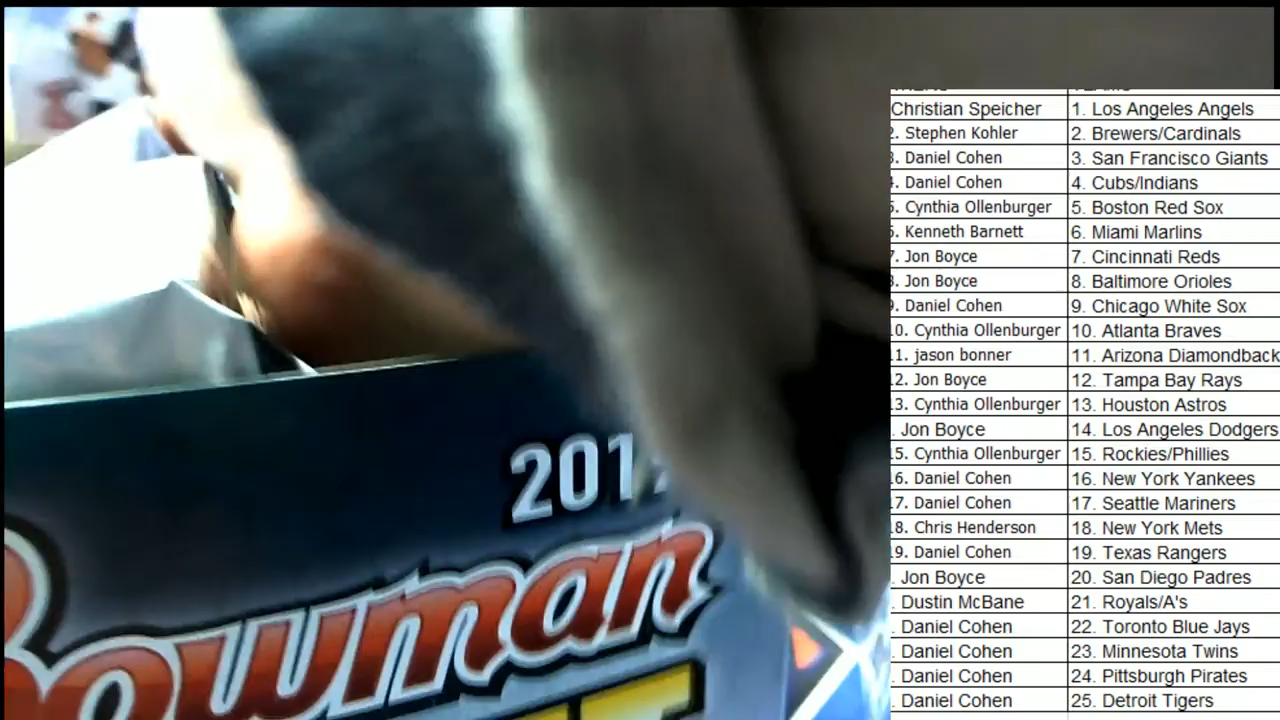 Christian Speicher 1. Los Angeles Angels
2. Stephen Kohler 2. Brewers/Cardinals
3. Daniel Cohen 3. San Francisco Giants
4. Daniel Cohen 4. Cubs/Indians
5. Cynthia Ollenburger 5. Boston Red Sox
6. Kenneth Barnett 6. Miami Marlins
7. Jon Boyce 7. Cincinnati Reds
8. Jon Boyce 8. Baltimore Orioles
9. Daniel Cohen 9. Chicago White Sox
10. Cynthia Ollenburger 10. Atlanta Braves
11. jason bonner 11. Arizona Diamondback
12. Jon Boyce 12. Tampa Bay Rays
13. Cynthia Ollenburger 13. Houston Astros
. Jon Boyce 14. Los Angeles Dodgers
15. Cynthia Ollenburger 15. Rockies/Phillies
16. Daniel Cohen 16. New York Yankees
17. Daniel Cohen 17. Seattle Mariners
18. Chris Henderson 18. New York Mets
19. Daniel Cohen 19. Texas Rangers
. Jon Boyce 20. San Diego Padres
. Dustin McBane 21. Royals/A's
. Daniel Cohen 22. Toronto Blue Jays
. Daniel Cohen 23. Minnesota Twins
. Daniel Cohen 24. Pittsburgh Pirates
. Daniel Cohen 25. Detroit Tigers
Bowman